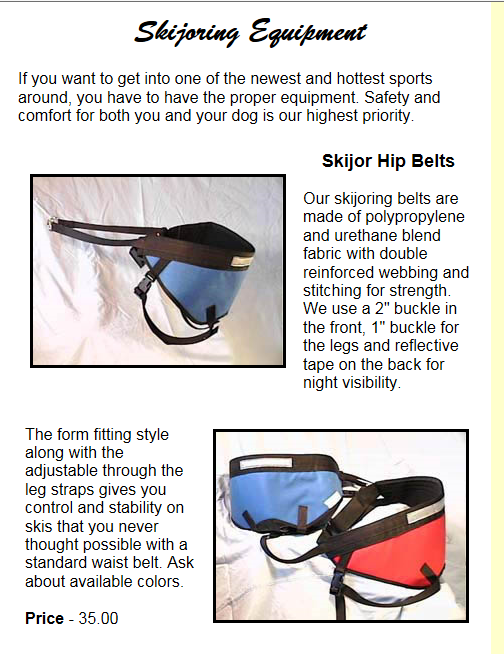 Skijoring Equipment
If you want to get into one of the newest and hottest sports
around, you have to have the proper equipment. Safety and
comfort for both you and your dog is our highest priority.
Skijor Hip Belts
Our skijoring belts are
made of polypropylene
and urethane blend
fabric with double
reinforced webbing and
stitching for strength.
We use a 2" buckle in
the front, 1" buckle for
the legs and reflective
tape on the back for
night visibility.
The form fitting style
along with the
adjustable through the
leg straps gives you
control and stability on
skis that you never
thought possible with a
standard waist belt. Ask
about available colors.
Price - 35.00